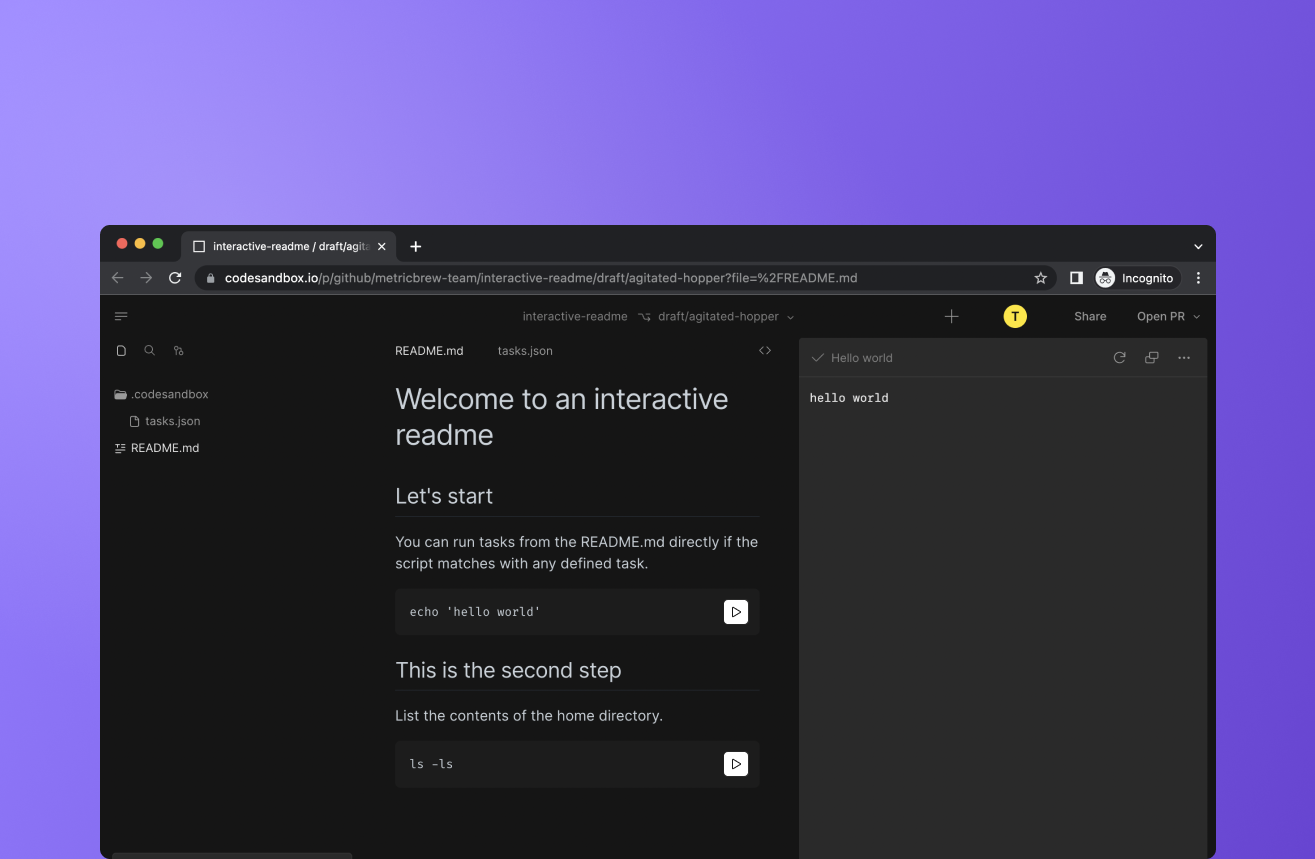 interactive-readme / draft/agita
codesandbox.io/p/github/metricbrew-team/interactive-readme/draft/agitated-hopper?file=%2FREADME.md
Incognito
interactive-readme draft/agitated-hopper
T
Share
Open PR
.codesandbox
tasks.json
README.md
README.md tasks.json
Welcome to an interactive
readme
Let's start
You can run tasks from the README.md directly if the
script matches with any defined task.
echo 'hello world'
This is the second step
List the contents of the home directory.
ls -ls
Hello world
hello world